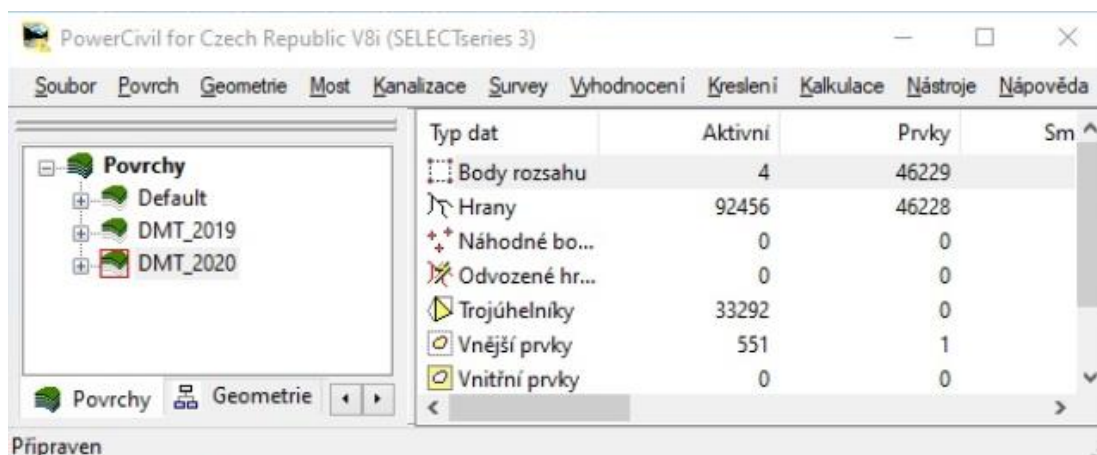 PowerCivil for Czech Republic V8i (SELECTseries 3)
Soubor Povrch Geometrie Most Kanalizace Survey Vyhodnocení Kreslení Kalkulace Nástroje Nápověda
Povrchy
Default
DMT_2019
DMT_2020
Povrchy Geometrie
Typ dat Aktivní Prvky Sm
Body rozsahu 4 46229
Hrany 92456 46228
Náhodné bo... 0 0
Odvozené hr... 0 0
Trojúhelníky 33292 0
Vnější prvky 551 1
Vnitřní prvky 0 0
Připraven